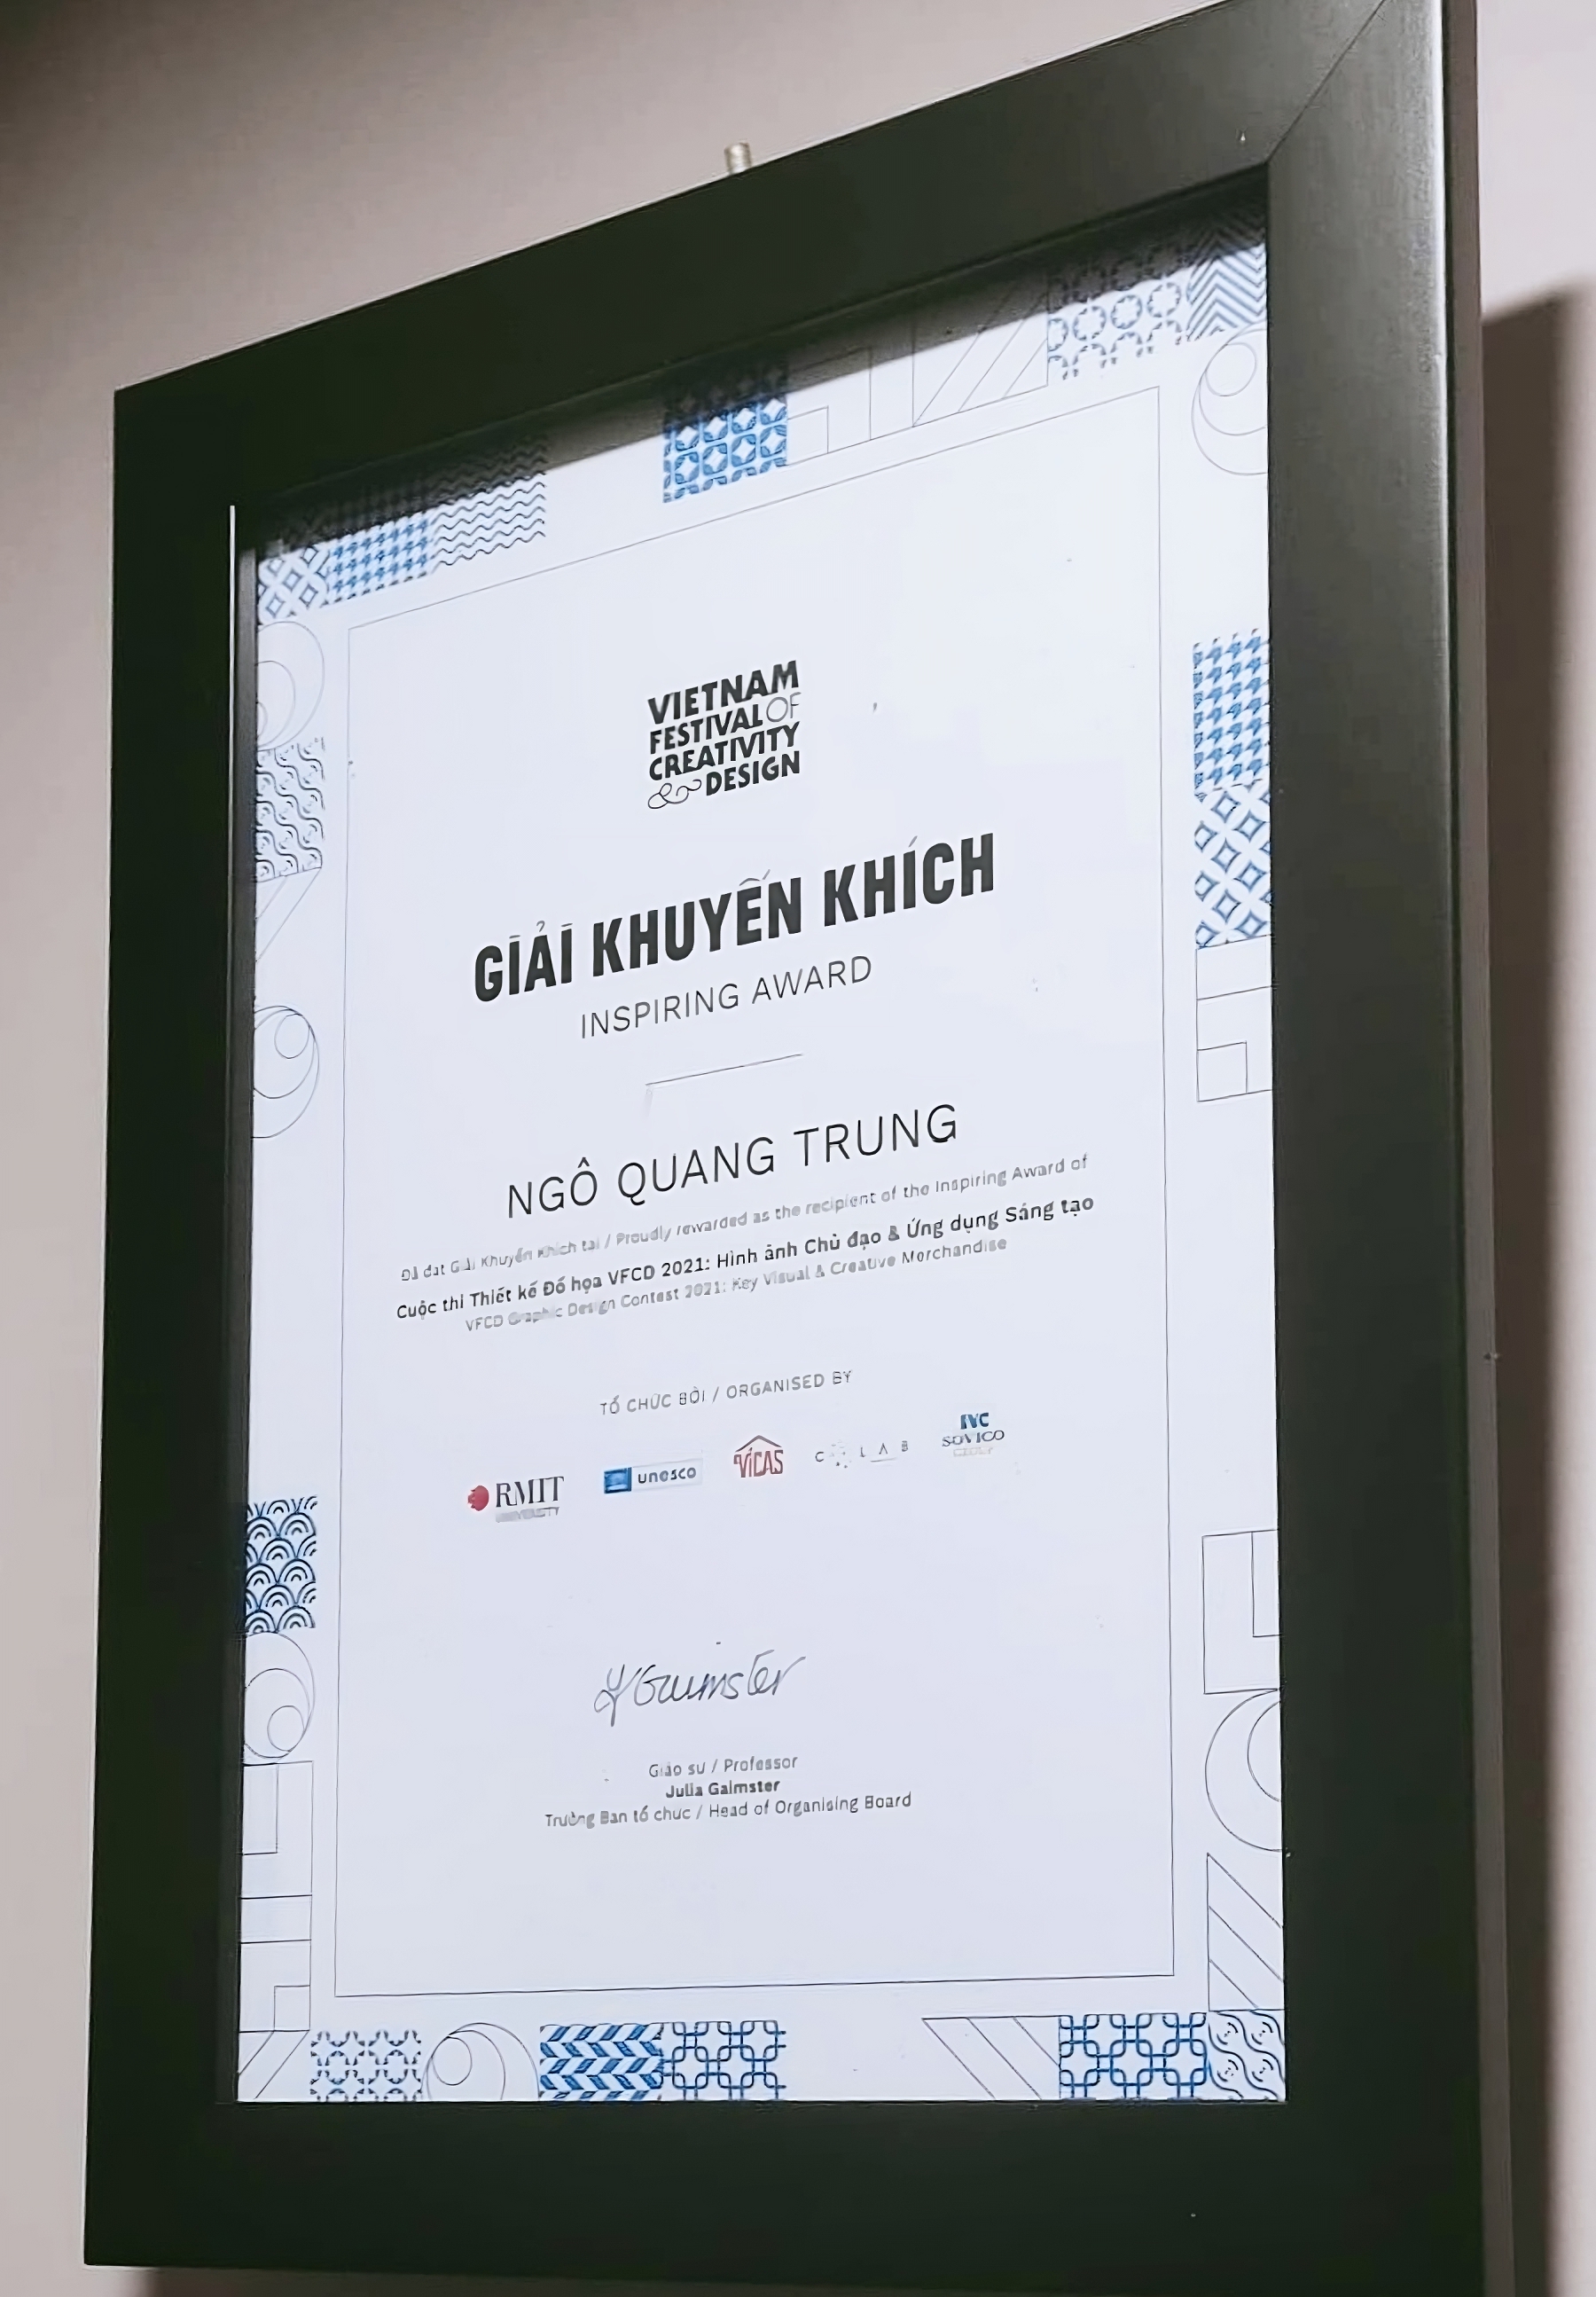 VIETNAM
FESTIVAL OF
CREATIVITY
& DESIGN
GIẢI KHUYẾN KHÍCH
INSPIRING AWARD
NGÔ QUANG TRUNG
Đã đạt Giải Khuyến Khích tại / Proudly rewarded as the recipient of the Inspiring Award of
Cuộc thi Thiết kế Đồ họa VFCD 2021: Hình ảnh Chủ đạo & Ứng dụng Sáng tạo
VFCD Graphic Design Contest 2021: Key Visual & Creative Merchandise
TỔ CHỨC BỞI / ORGANISED BY
RMIT
UNIVERSITY
unesco
VICAS
COLAB
SOVICO
Gaimster
Giáo sư / Professor
Julia Gaimster
Trưởng Ban tổ chức / Head of Organising Board